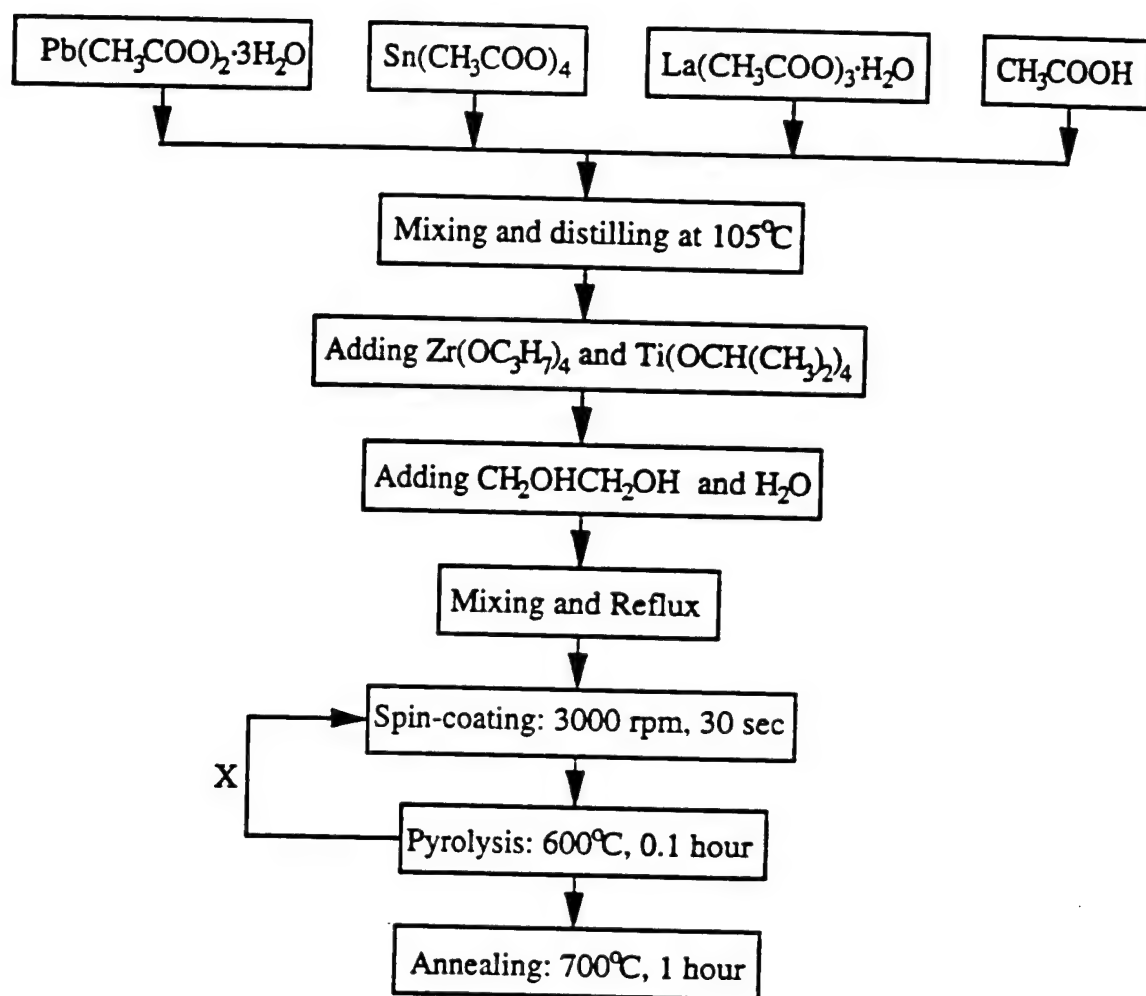 Pb(CH₃COO)₂·3H₂O
Sn(CH₃COO)₄
La(CH₃COO)₃·H₂O
CH₃COOH
Mixing and distilling at 105°C
Adding Zr(OC₃H₇)₄ and Ti(OCH(CH₃)₂)₄
Adding CH₂OHCH₂OH and H₂O
Mixing and Reflux
Spin-coating: 3000 rpm, 30 sec
X
Pyrolysis: 600°C, 0.1 hour
Annealing: 700°C, 1 hour